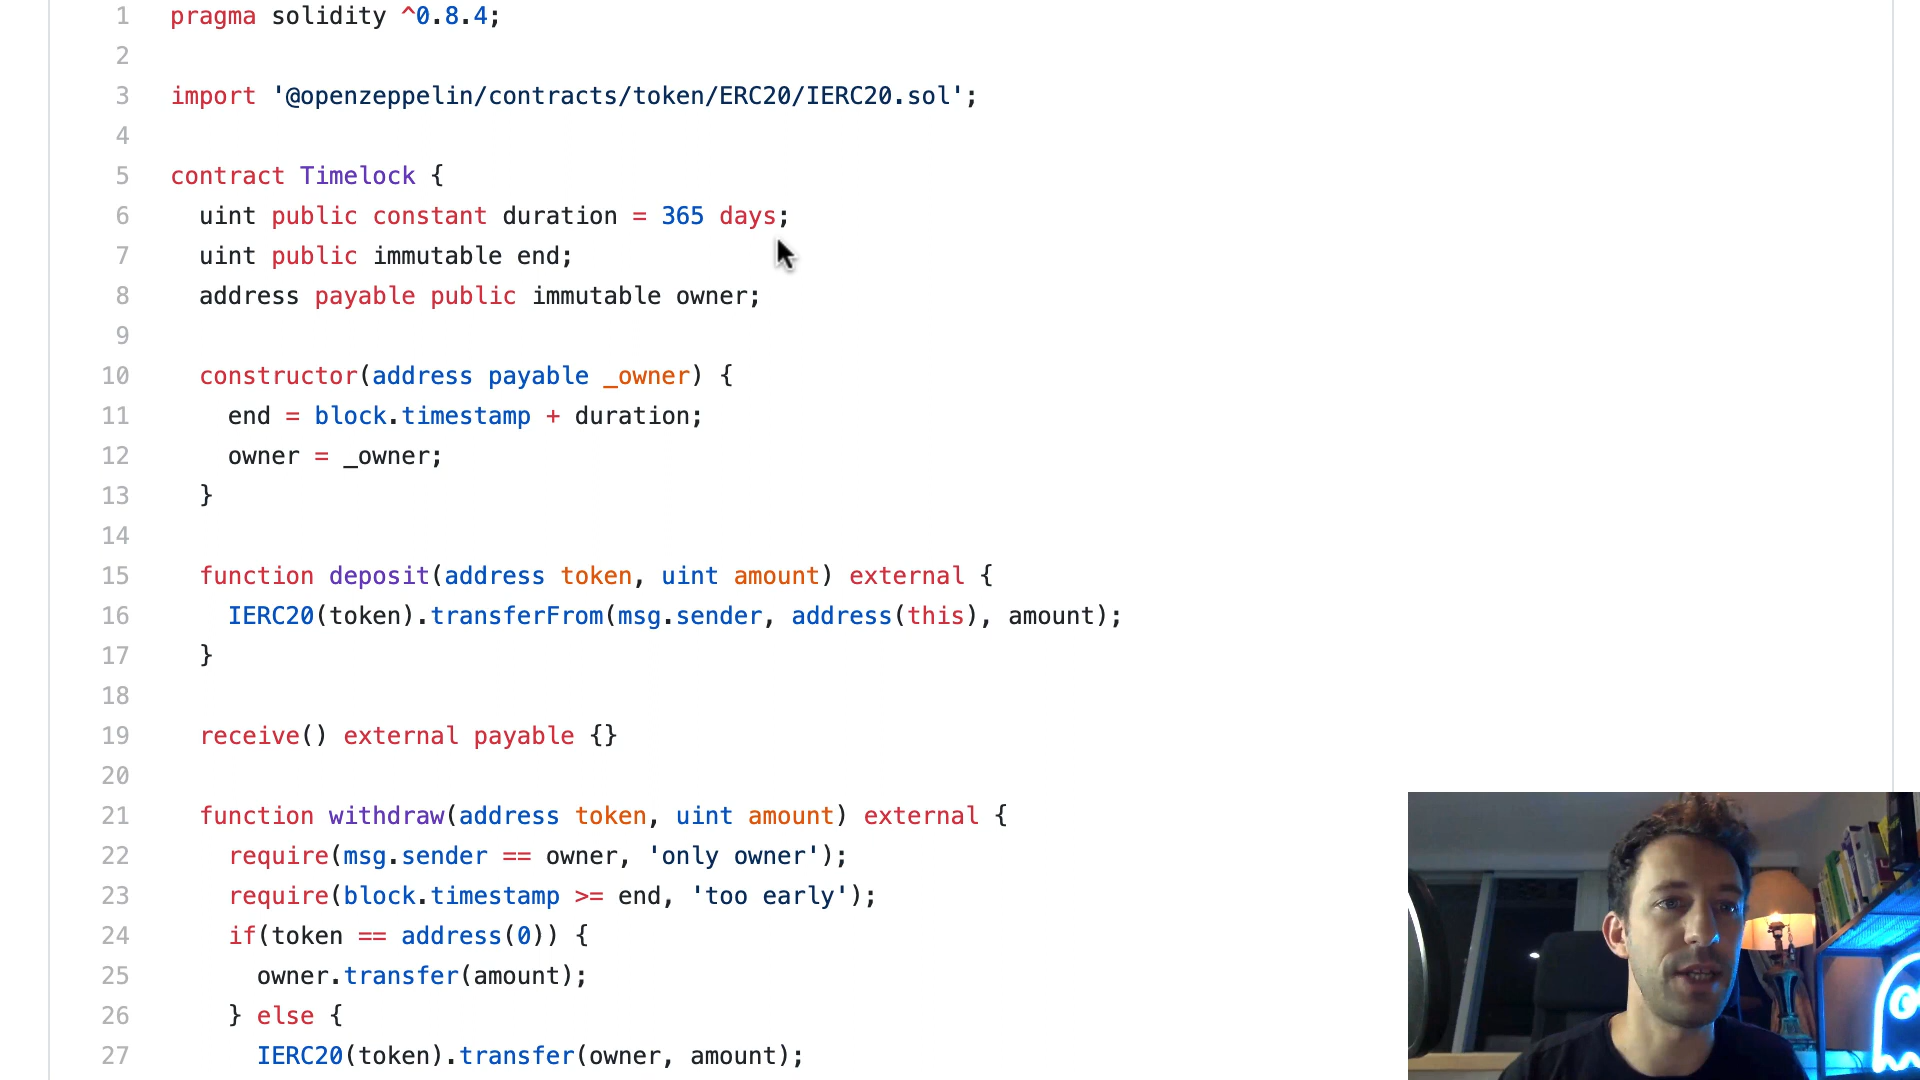 1 pragma solidity ^0.8.4;
2
3 import '@openzeppelin/contracts/token/ERC20/IERC20.sol';
4
5 contract Timelock {
6 uint public constant duration = 365 days;
7 uint public immutable end;
8 address payable public immutable owner;
9
10 constructor(address payable _owner) {
11 end = block.timestamp + duration;
12 owner = _owner;
13 }
14
15 function deposit(address token, uint amount) external {
16 IERC20(token).transferFrom(msg.sender, address(this), amount);
17 }
18
19 receive() external payable {}
20
21 function withdraw(address token, uint amount) external {
22 require(msg.sender == owner, 'only owner');
23 require(block.timestamp >= end, 'too early');
24 if(token == address(0)) {
25 owner.transfer(amount);
26 } else {
27 IERC20(token).transfer(owner, amount);